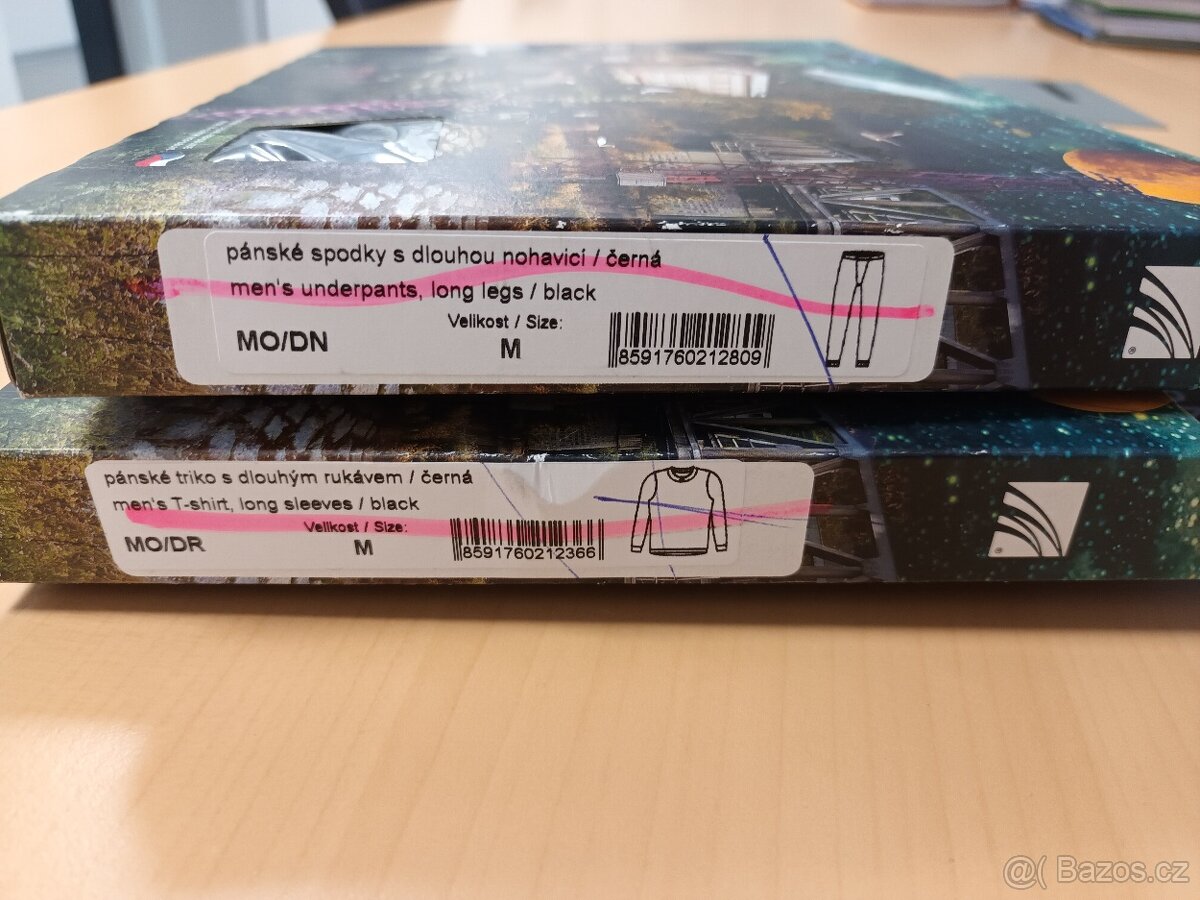 pánské spodky s dlouhou nohavicí / černá
men's underpants, long legs / black
Velikost / Size:
MO/DN
M
8591760212809
pánské triko s dlouhým rukávem / černá
men's T-shirt, long sleeves / black
Velikost / Size:
MO/DR
M
8591760212366
@( Bazos.cz